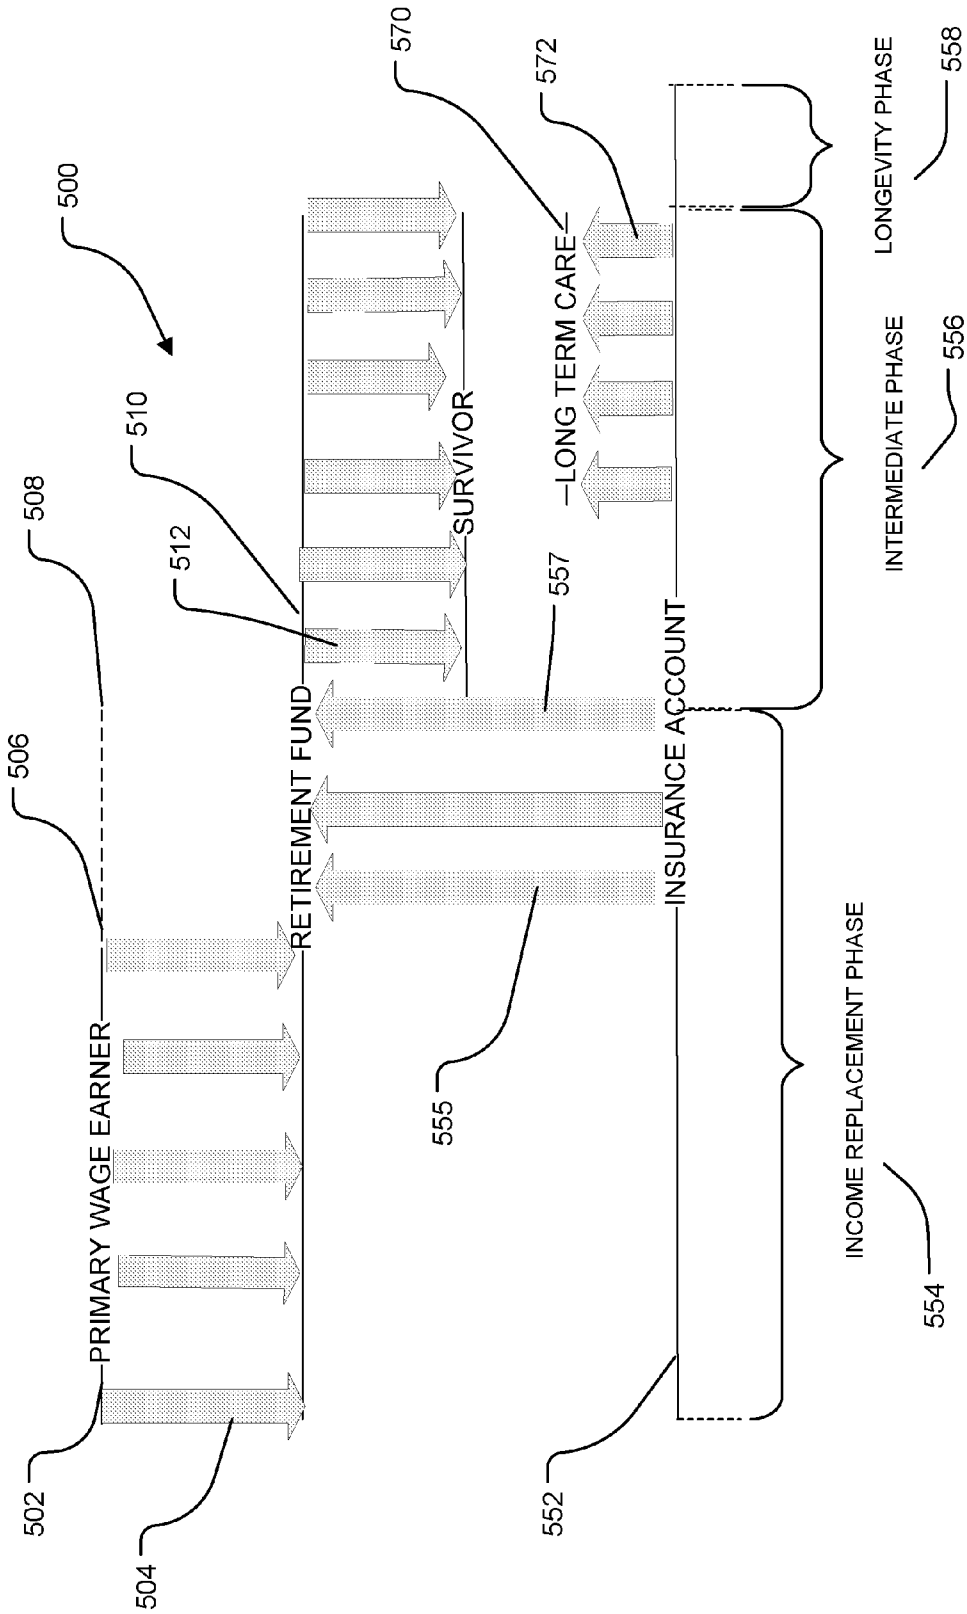 506
502
508
500
PRIMARY WAGE EARNER
504
510
512
RETIREMENT FUND
570
555
SURVIVOR
552
572
LONG TERM CARE
557
INSURANCE ACCOUNT
INCOME REPLACEMENT PHASE
INTERMEDIATE PHASE
LONGEVITY PHASE
554
556
558